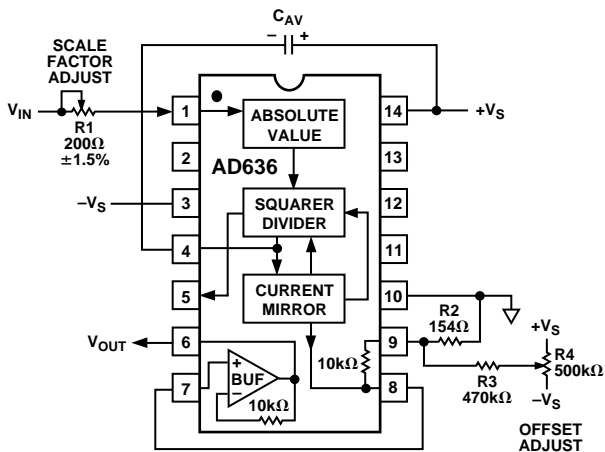 C_AV
– +
SCALE
FACTOR
ADJUST
V_IN
R1
200Ω
±1.5%
1
2
3
4
5
6
7
14
13
12
11
10
9
8
ABSOLUTE
VALUE
+V_S
AD636
–V_S
SQUARER
DIVIDER
CURRENT
MIRROR
V_OUT
+
BUF
–
10kΩ
10kΩ
R2
154Ω
R3
470kΩ
+V_S
R4
500kΩ
–V_S
OFFSET
ADJUST